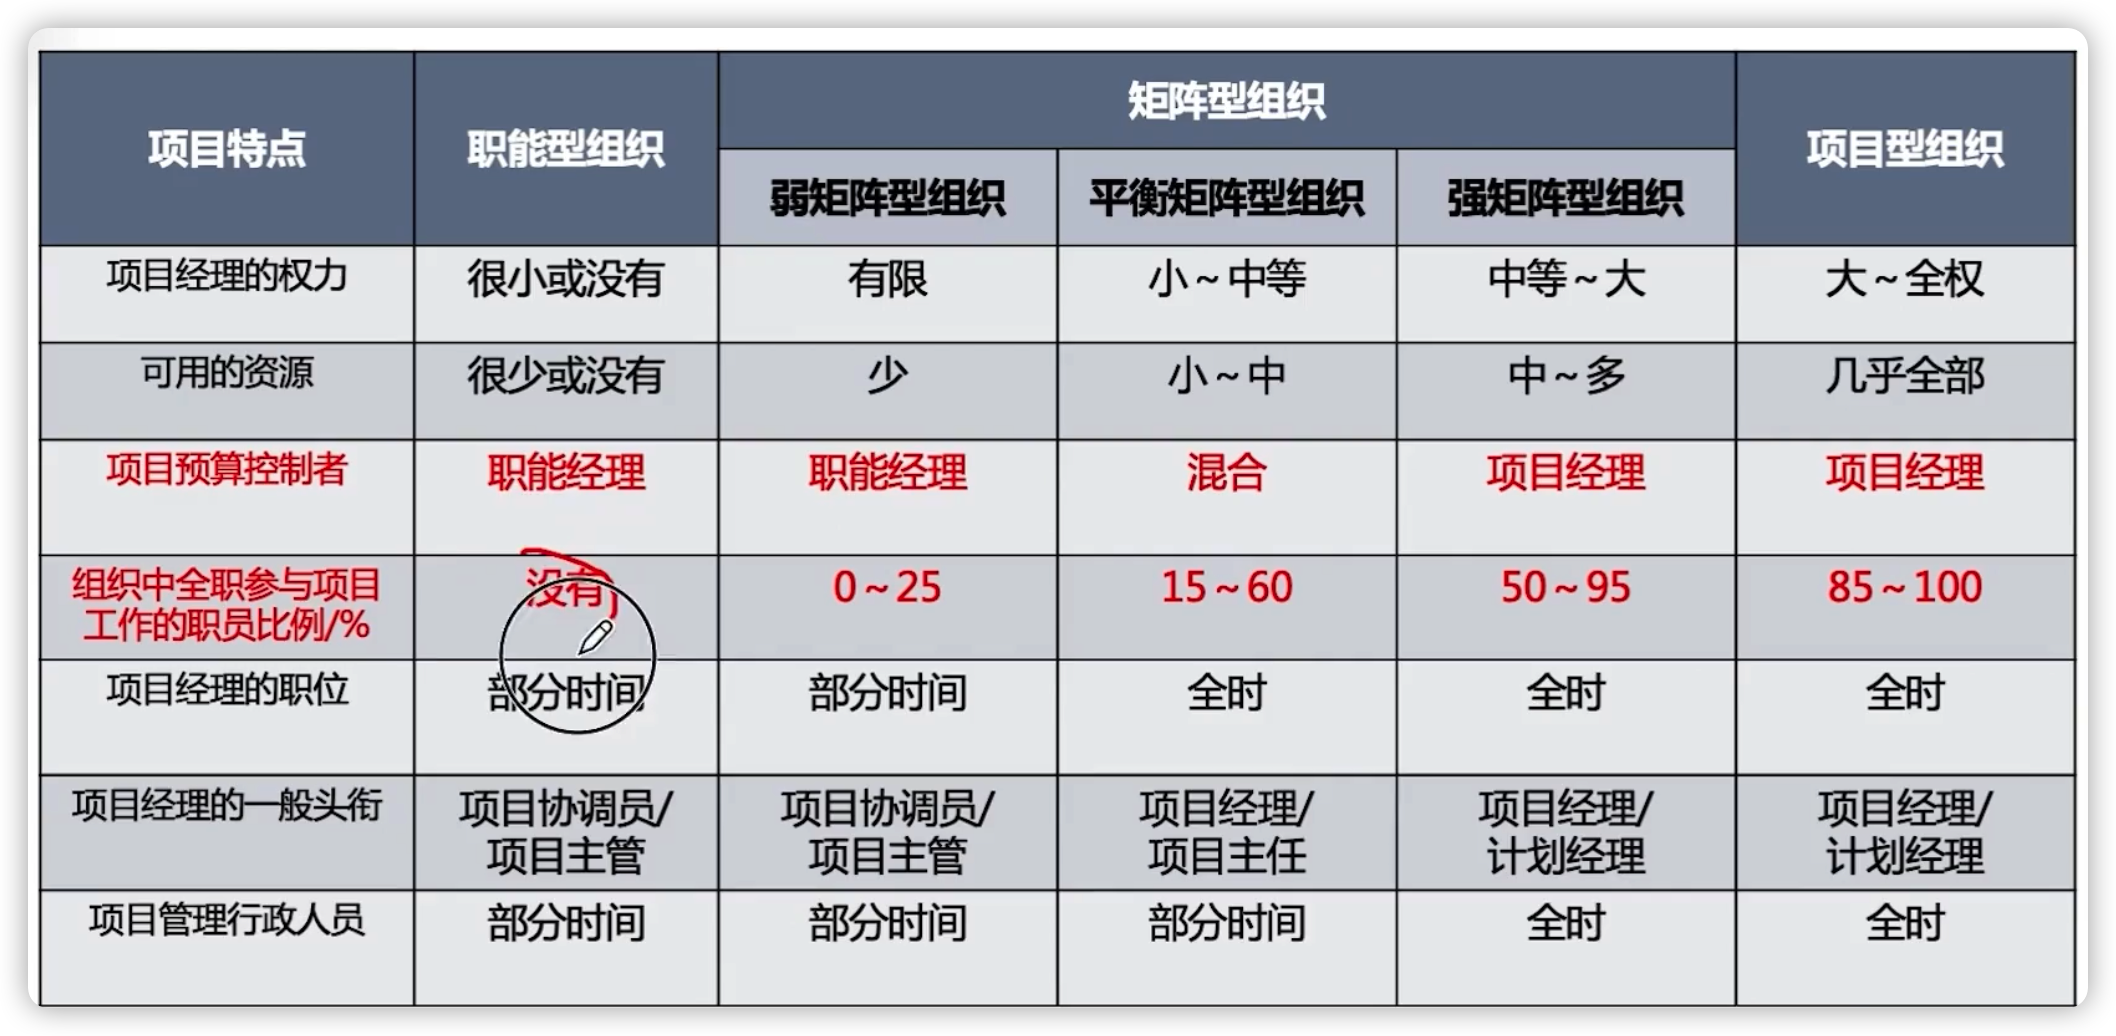 项目特点
职能型组织
矩阵型组织
项目型组织
弱矩阵型组织
平衡矩阵型组织
强矩阵型组织
项目经理的权力
很小或没有
有限
小～中等
中等～大
大～全权
可用的资源
很少或没有
少
小～中
中～多
几乎全部
项目预算控制者
职能经理
职能经理
混合
项目经理
项目经理
组织中全职参与项目
工作的职员比例/%
没有
0～25
15～60
50～95
85～100
项目经理的职位
部分时间
部分时间
全时
全时
全时
项目经理的一般头衔
项目协调员/
项目主管
项目协调员/
项目主管
项目经理/
项目主任
项目经理/
计划经理
项目经理/
计划经理
项目管理行政人员
部分时间
部分时间
部分时间
全时
全时